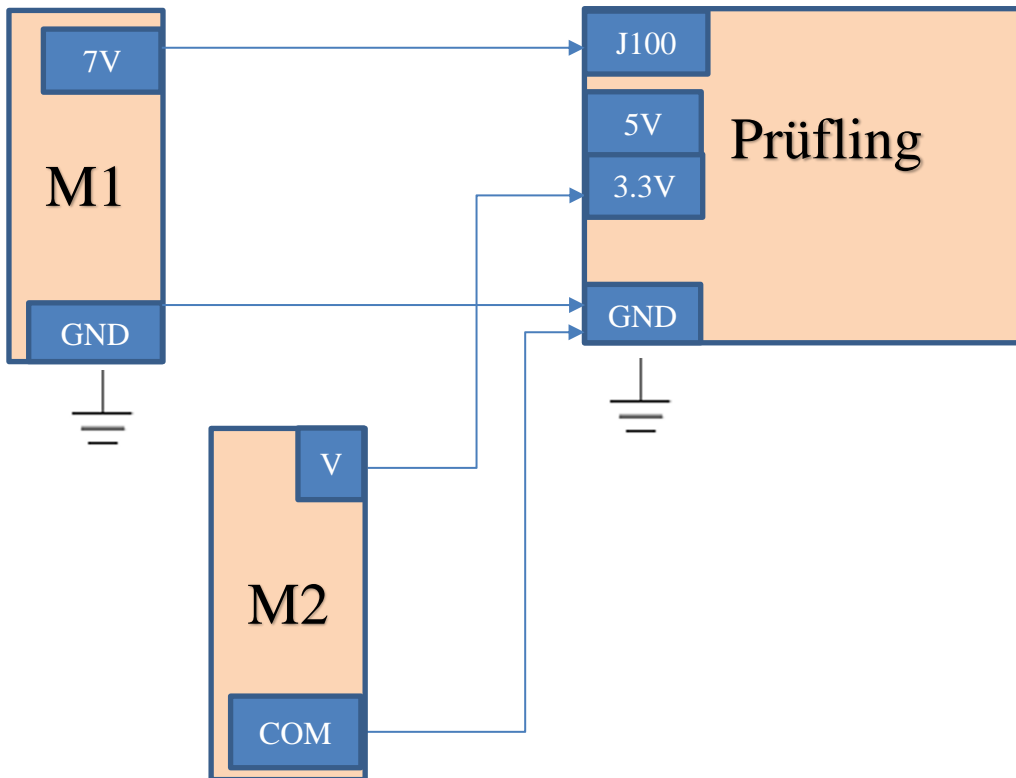 7V
M1
GND
J100
5V
3.3V
Prüfling
GND
V
M2
COM